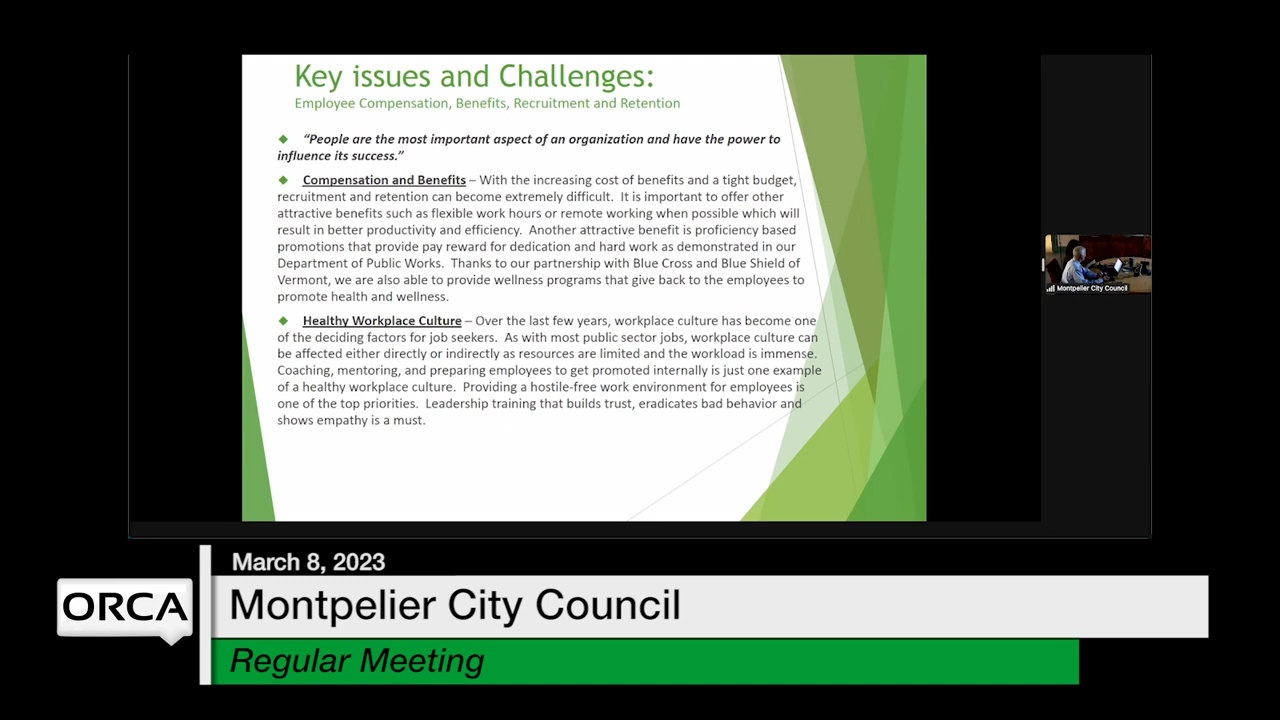 Key issues and Challenges:
Employee Compensation, Benefits, Recruitment and Retention
“People are the most important aspect of an organization and have the power to
influence its success.”
Compensation and Benefits – With the increasing cost of benefits and a tight budget,
recruitment and retention can become extremely difficult. It is important to offer other
attractive benefits such as flexible work hours or remote working when possible which will
result in better productivity and efficiency. Another attractive benefit is proficiency based
promotions that provide pay reward for dedication and hard work as demonstrated in our
Department of Public Works. Thanks to our partnership with Blue Cross and Blue Shield of
Vermont, we are also able to provide wellness programs that give back to the employees to
promote health and wellness.
Healthy Workplace Culture – Over the last few years, workplace culture has become one
of the deciding factors for job seekers. As with most public sector jobs, workplace culture can
be affected either directly or indirectly as resources are limited and the workload is immense.
Coaching, mentoring, and preparing employees to get promoted internally is just one example
of a healthy workplace culture. Providing a hostile-free work environment for employees is
one of the top priorities. Leadership training that builds trust, eradicates bad behavior and
shows empathy is a must.
Montpelier City Council
March 8, 2023
ORCA
Montpelier City Council
Regular Meeting